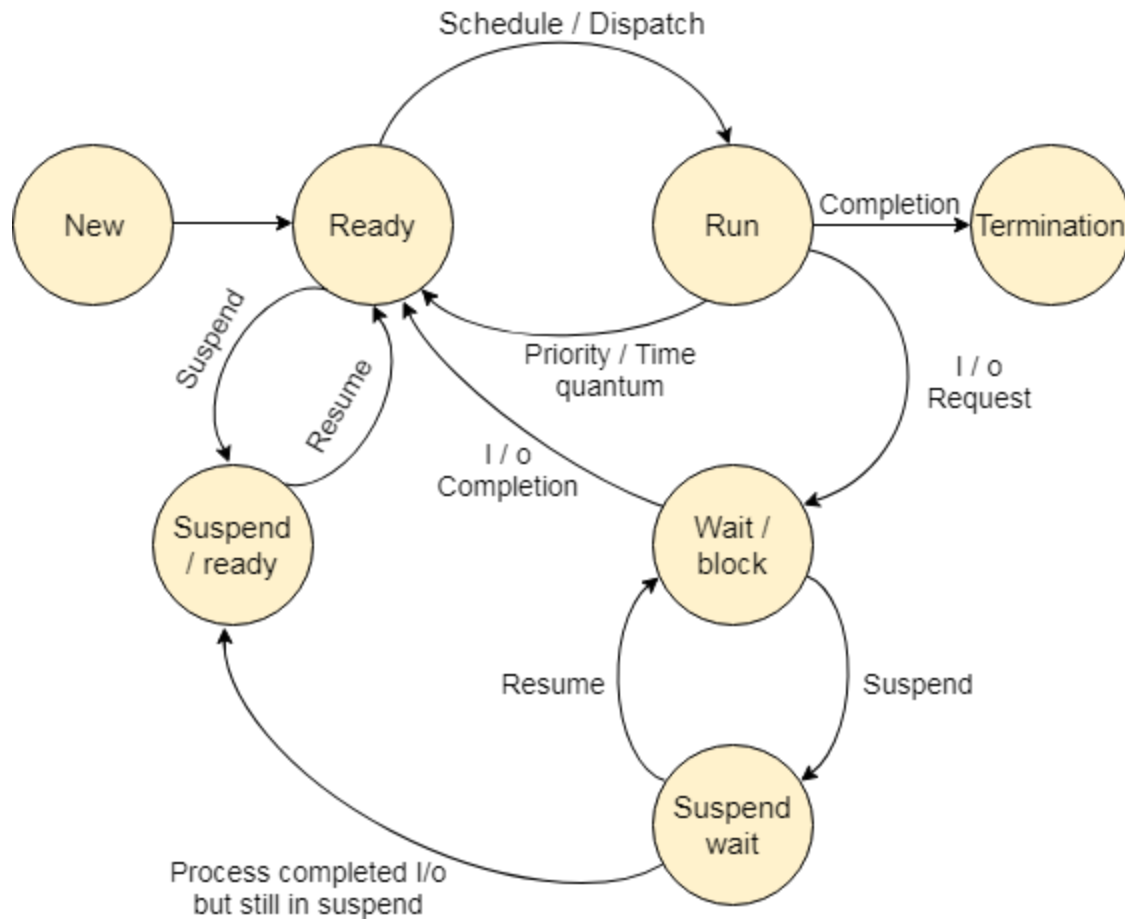 Schedule / Dispatch
New
Ready
Run
Completion
Termination
Suspend
Resume
Priority / Time
quantum
I / o
Request
I / o
Completion
Suspend
/ ready
Wait /
block
Resume
Suspend
Suspend
wait
Process completed I/o
but still in suspend